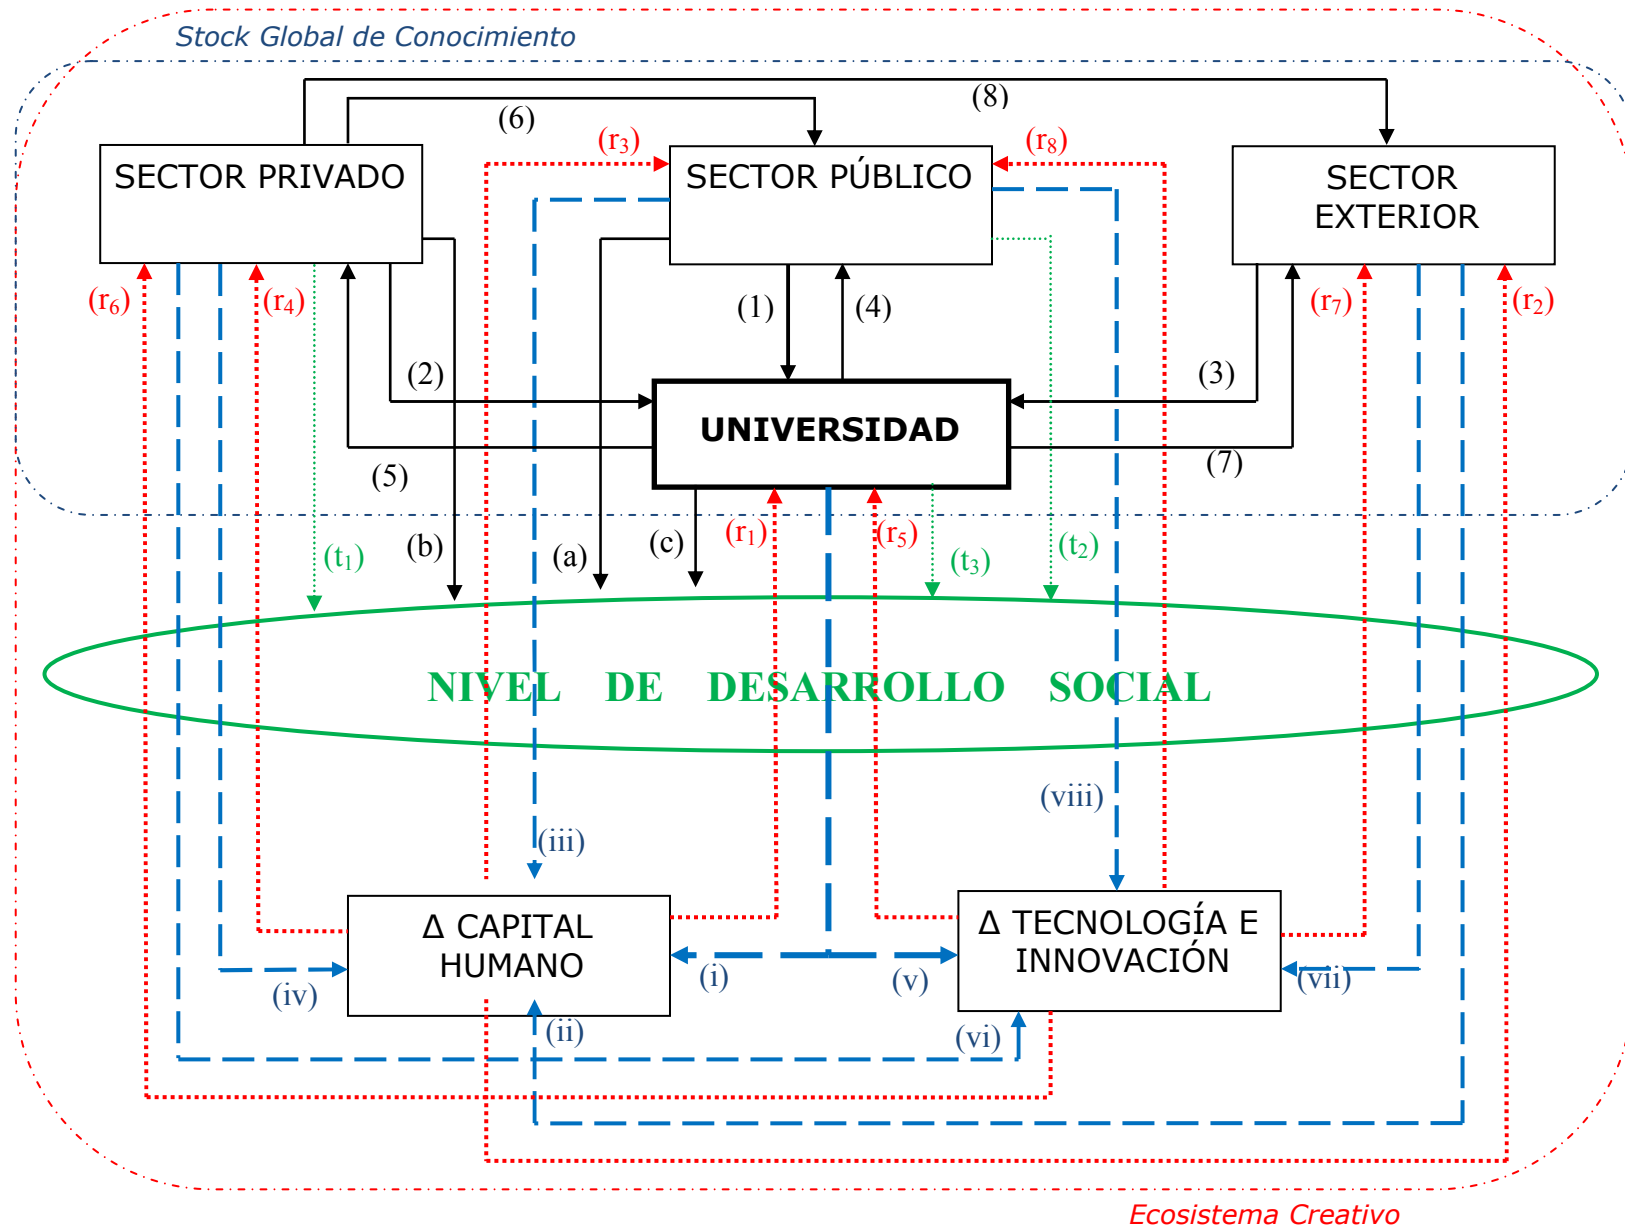 Stock Global de Conocimiento
(8)
(6)
(r3)
(r8)
SECTOR PRIVADO
SECTOR PÚBLICO
SECTOR
EXTERIOR
(r6)
(r4)
(1)
(4)
(r7)
(r2)
(2)
(3)
UNIVERSIDAD
(5)
(7)
(t1)
(b)
(a)
(c)
(r1)
(r5)
(t3)
(t2)
NIVEL DE DESARROLLO SOCIAL
(viii)
(iii)
Δ CAPITAL
HUMANO
Δ TECNOLOGÍA E
INNOVACIÓN
(iv)
(i)
(v)
(vii)
(ii)
(vi)
Ecosistema Creativo